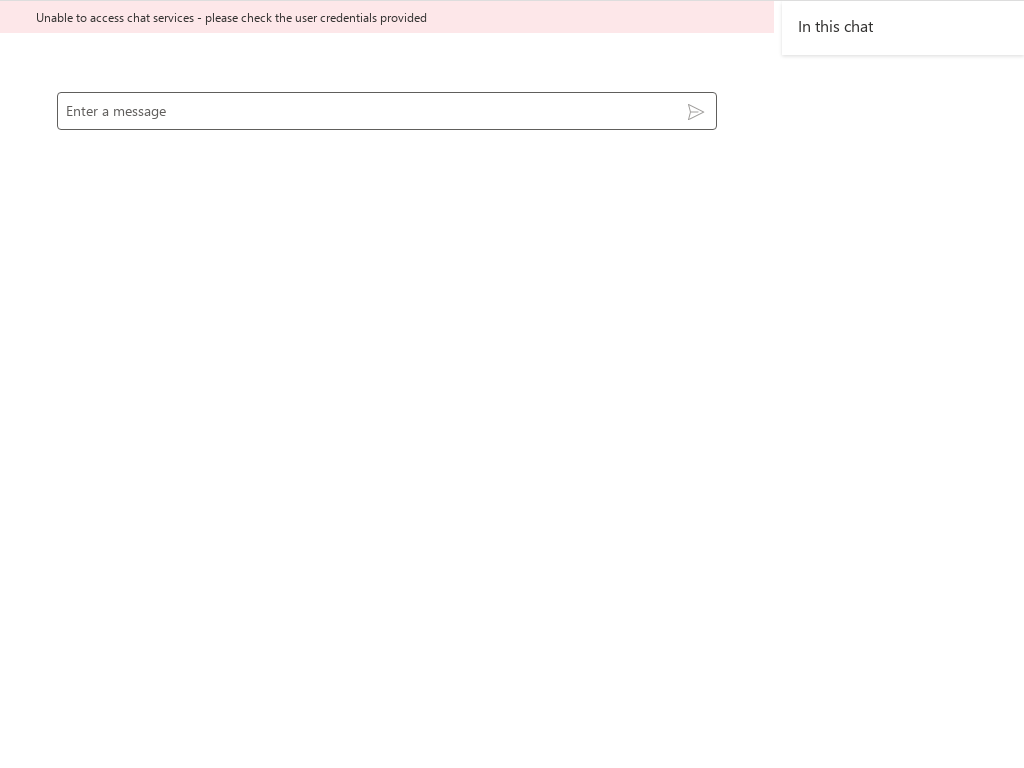 Unable to access chat services - please check the user credentials provided
In this chat
Enter a message